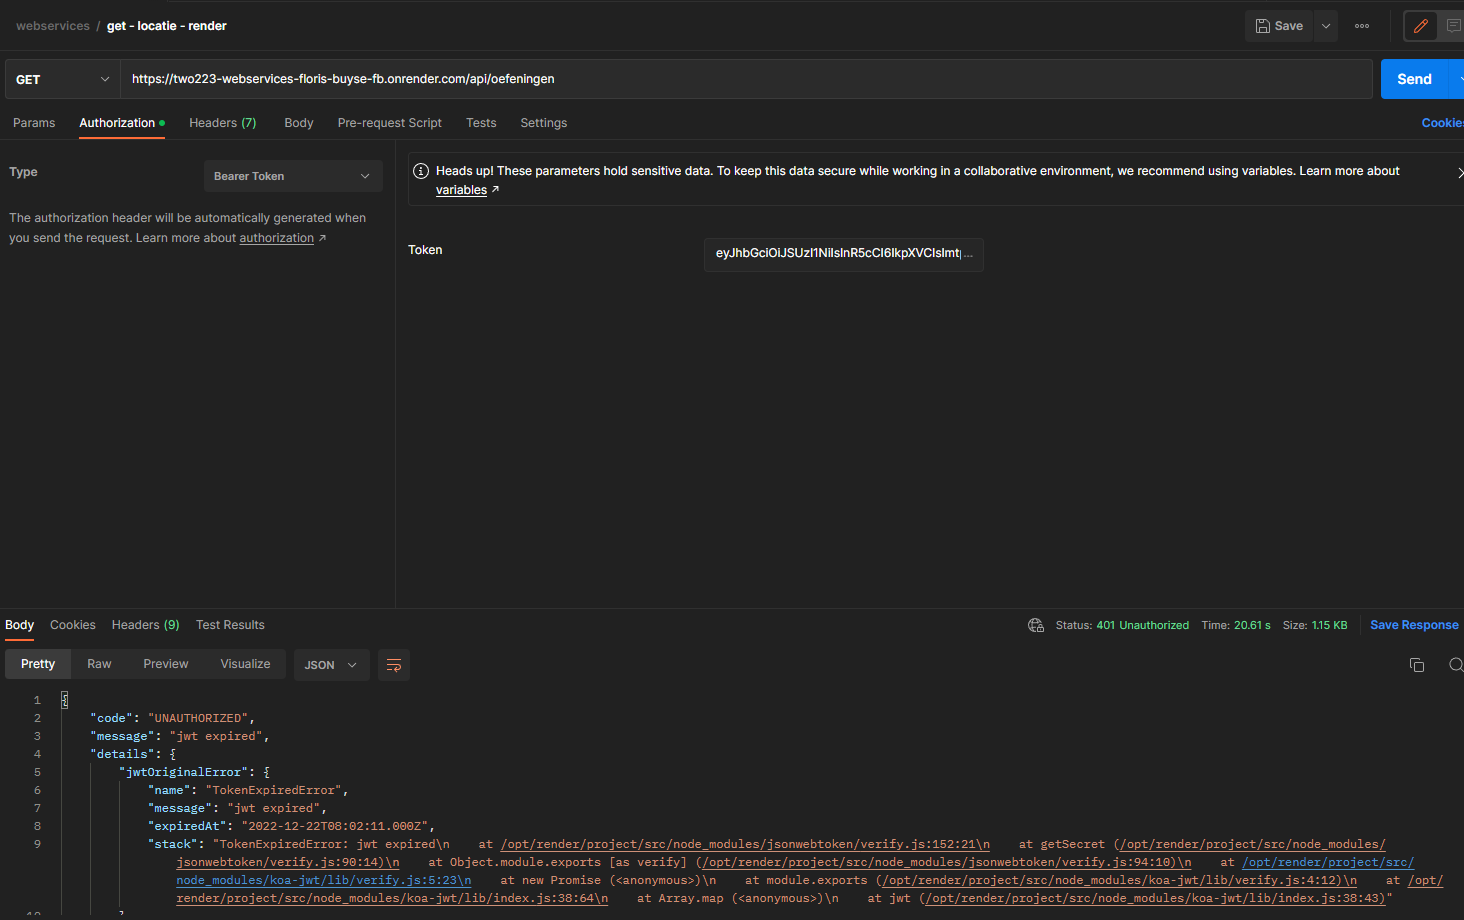 webservices / get - locatie - render
Save
GET
https://two223-webservices-floris-buyse-fb.onrender.com/api/oefeningen
Send
Params Authorization Headers (7) Body Pre-request Script Tests Settings Cookies
Type
Bearer Token
Heads up! These parameters hold sensitive data. To keep this data secure while working in a collaborative environment, we recommend using variables. Learn more about
variables ↗
The authorization header will be automatically generated when
you send the request. Learn more about authorization ↗
Token
eyJhbGciOiJSUzI1NiIsInR5cCI6IkpXVCIsImtp...
Body Cookies Headers (9) Test Results
Status: 401 Unauthorized Time: 20.61 s Size: 1.15 KB Save Response
Pretty Raw Preview Visualize JSON
1 {
2 "code": "UNAUTHORIZED",
3 "message": "jwt expired",
4 "details": {
5 "jwtOriginalError": {
6 "name": "TokenExpiredError",
7 "message": "jwt expired",
8 "expiredAt": "2022-12-22T08:02:11.000Z",
9 "stack": "TokenExpiredError: jwt expired\n    at /opt/render/project/src/node_modules/jsonwebtoken/verify.js:152:21\n    at getSecret (/opt/render/project/src/node_modules/
jsonwebtoken/verify.js:90:14)\n    at Object.module.exports [as verify] (/opt/render/project/src/node_modules/jsonwebtoken/verify.js:94:10)\n    at /opt/render/project/src/
node_modules/koa-jwt/lib/verify.js:5:23\n    at new Promise (<anonymous>)\n    at module.exports (/opt/render/project/src/node_modules/koa-jwt/lib/verify.js:4:12)\n    at /opt/
render/project/src/node_modules/koa-jwt/lib/index.js:38:64\n    at Array.map (<anonymous>)\n    at jwt (/opt/render/project/src/node_modules/koa-jwt/lib/index.js:38:43)"